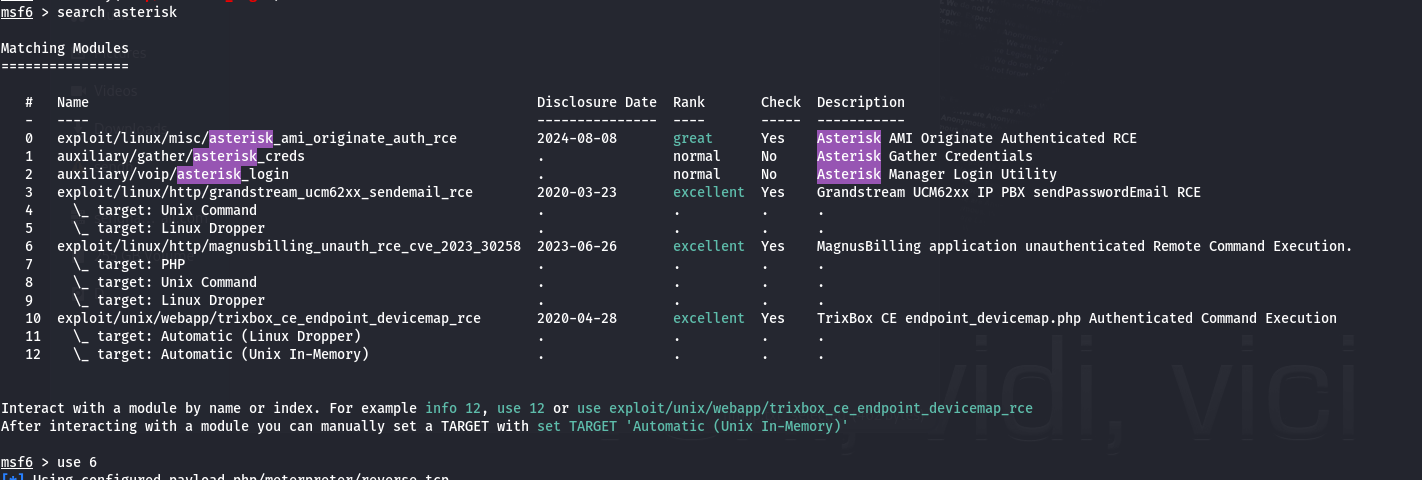 msf6 > search asterisk
Matching Modules
================
#   Name                                                        Disclosure Date  Rank       Check  Description
-   ----                                                        ---------------  ----       -----  -----------
0   exploit/linux/misc/asterisk_ami_originate_auth_rce          2024-08-08       great      Yes    Asterisk AMI Originate Authenticated RCE
1   auxiliary/gather/asterisk_creds                             .                normal     No     Asterisk Gather Credentials
2   auxiliary/voip/asterisk_login                               .                normal     No     Asterisk Manager Login Utility
3   exploit/linux/http/grandstream_ucm62xx_sendemail_rce        2020-03-23       excellent  Yes    Grandstream UCM62xx IP PBX sendPasswordEmail RCE
4     \_ target: Unix Command                                   .                .          .      .
5     \_ target: Linux Dropper                                  .                .          .      .
6   exploit/linux/http/magnusbilling_unauth_rce_cve_2023_30258  2023-06-26       excellent  Yes    MagnusBilling application unauthenticated Remote Command Execution.
7     \_ target: PHP                                            .                .          .      .
8     \_ target: Unix Command                                   .                .          .      .
9     \_ target: Linux Dropper                                  .                .          .      .
10  exploit/unix/webapp/trixbox_ce_endpoint_devicemap_rce       2020-04-28       excellent  Yes    TrixBox CE endpoint_devicemap.php Authenticated Command Execution
11    \_ target: Automatic (Linux Dropper)                      .                .          .      .
12    \_ target: Automatic (Unix In-Memory)                     .                .          .      .
Interact with a module by name or index. For example info 12, use 12 or use exploit/unix/webapp/trixbox_ce_endpoint_devicemap_rce
After interacting with a module you can manually set a TARGET with set TARGET 'Automatic (Unix In-Memory)'
msf6 > use 6
[*] Using configured payload php/meterpreter/reverse_tcp
Videos
vidi, vici